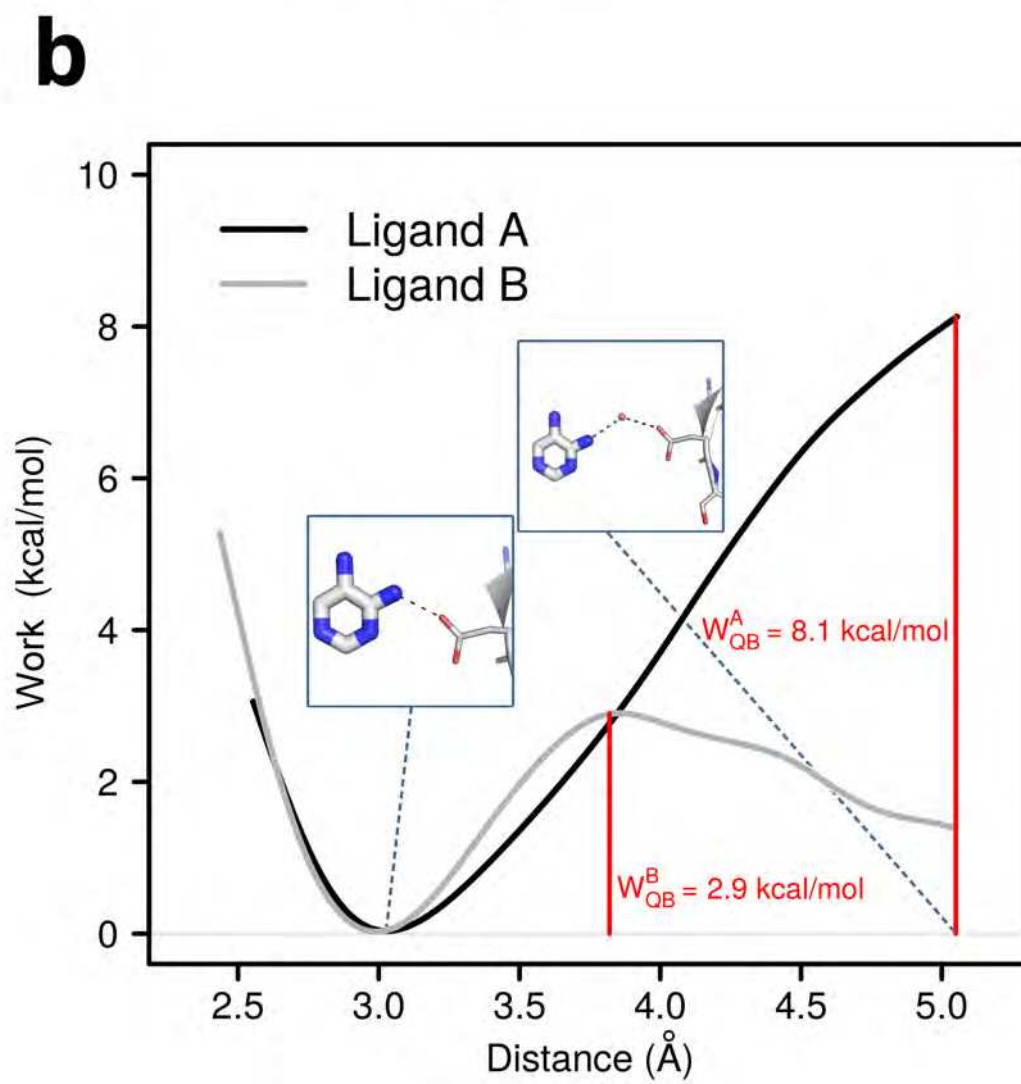 b
10
8
6
4
2
0
Work (kcal/mol)
Ligand A
Ligand B
W^A_QB = 8.1 kcal/mol
W^B_QB = 2.9 kcal/mol
2.5 3.0 3.5 4.0 4.5 5.0
Distance (Å)